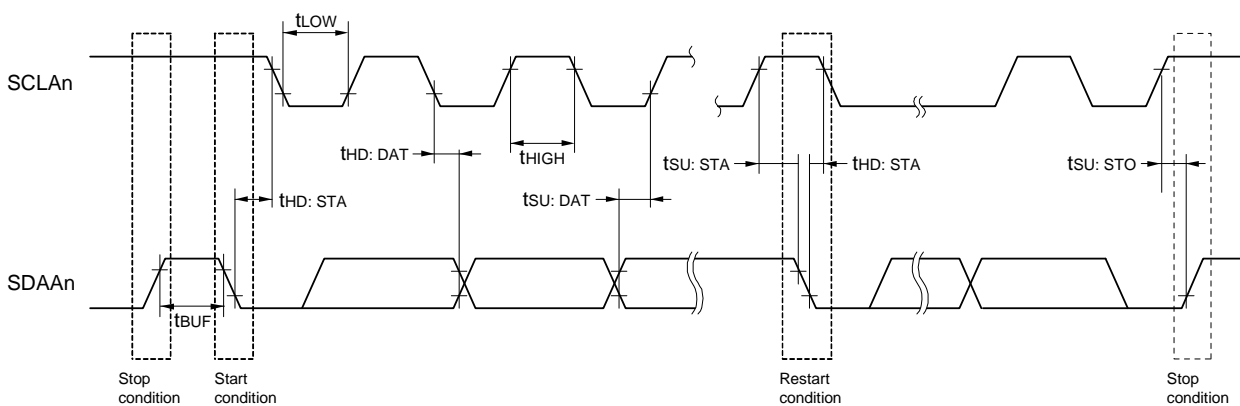 tLOW
SCLAn
tHD: DAT
tHIGH
tSU: STA
tHD: STA
tSU: STO
tHD: STA
tSU: DAT
SDAAn
tBUF
Stop
condition
Start
condition
Restart
condition
Stop
condition